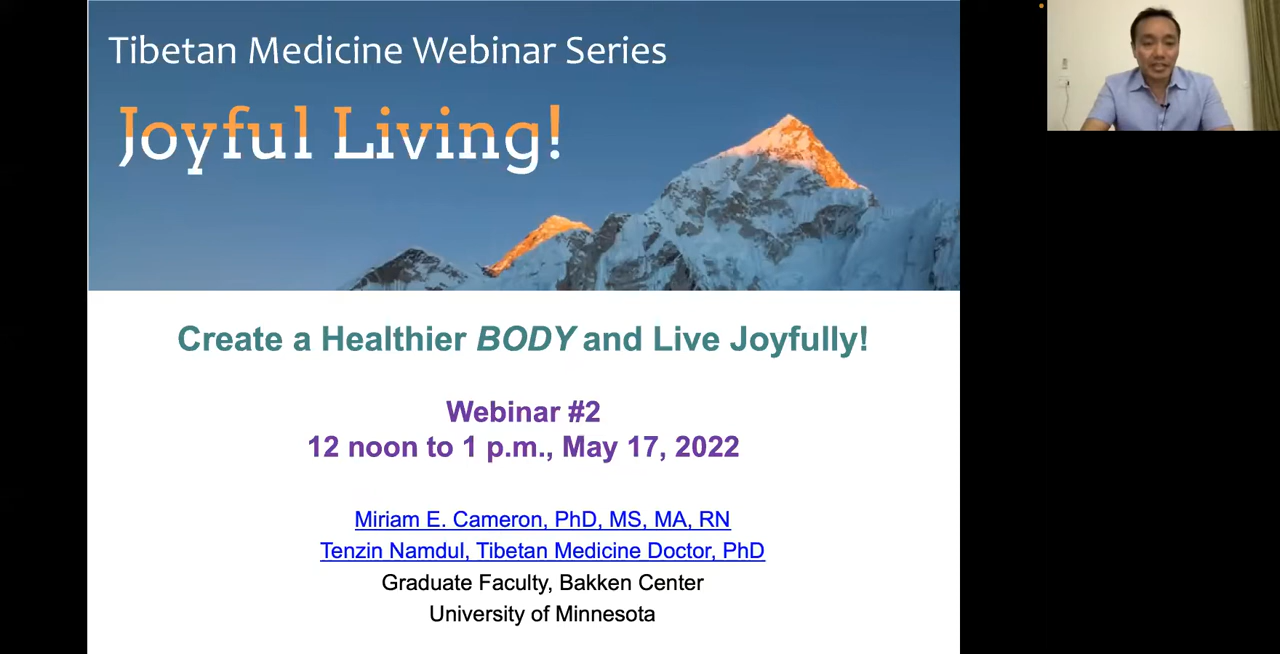 Tibetan Medicine Webinar Series
Joyful Living!
Create a Healthier BODY and Live Joyfully!
Webinar #2
12 noon to 1 p.m., May 17, 2022
Miriam E. Cameron, PhD, MS, MA, RN
Tenzin Namdul, Tibetan Medicine Doctor, PhD
Graduate Faculty, Bakken Center
University of Minnesota